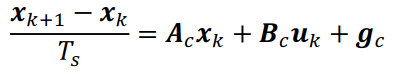 (x_{k+1} − x_k) / T_s = A_c x_k + B_c u_k + g_c